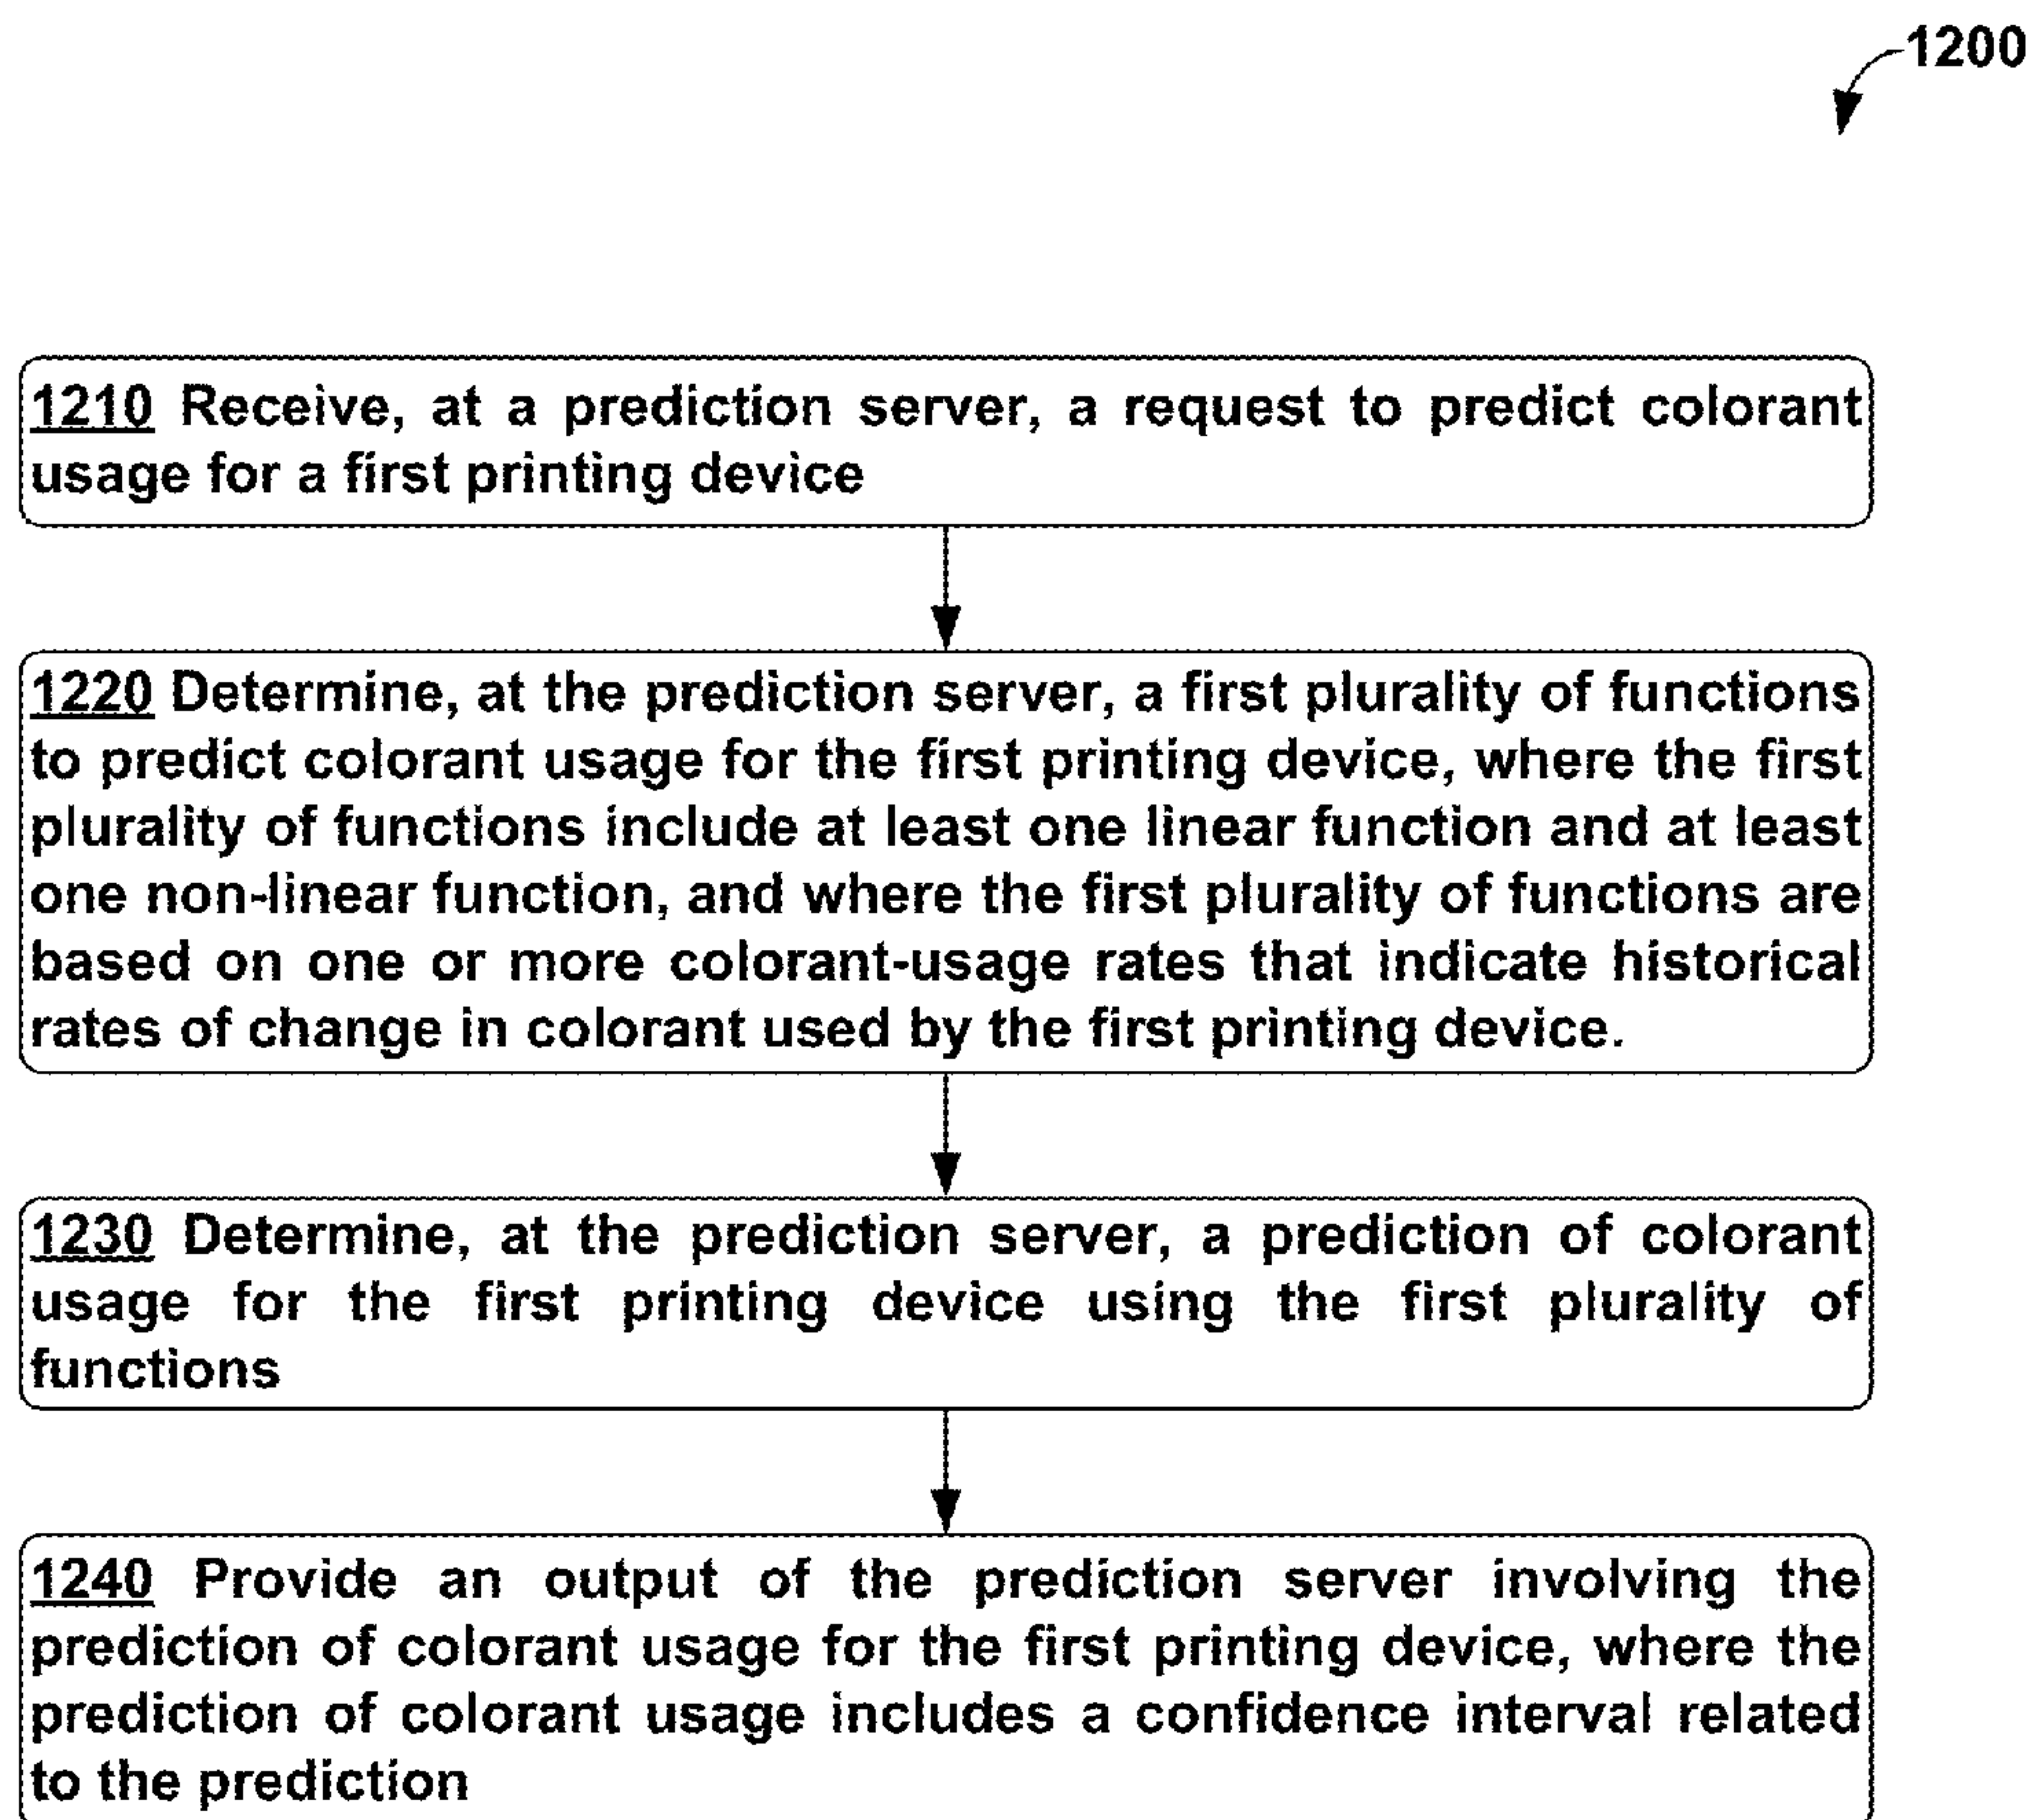 1200
1210 Receive, at a prediction server, a request to predict colorant
usage for a first printing device
1220 Determine, at the prediction server, a first plurality of functions
to predict colorant usage for the first printing device, where the first
plurality of functions include at least one linear function and at least
one non-linear function, and where the first plurality of functions are
based on one or more colorant-usage rates that indicate historical
rates of change in colorant used by the first printing device.
1230 Determine, at the prediction server, a prediction of colorant
usage for the first printing device using the first plurality of
functions
1240 Provide an output of the prediction server involving the
prediction of colorant usage for the first printing device, where the
prediction of colorant usage includes a confidence interval related
to the prediction